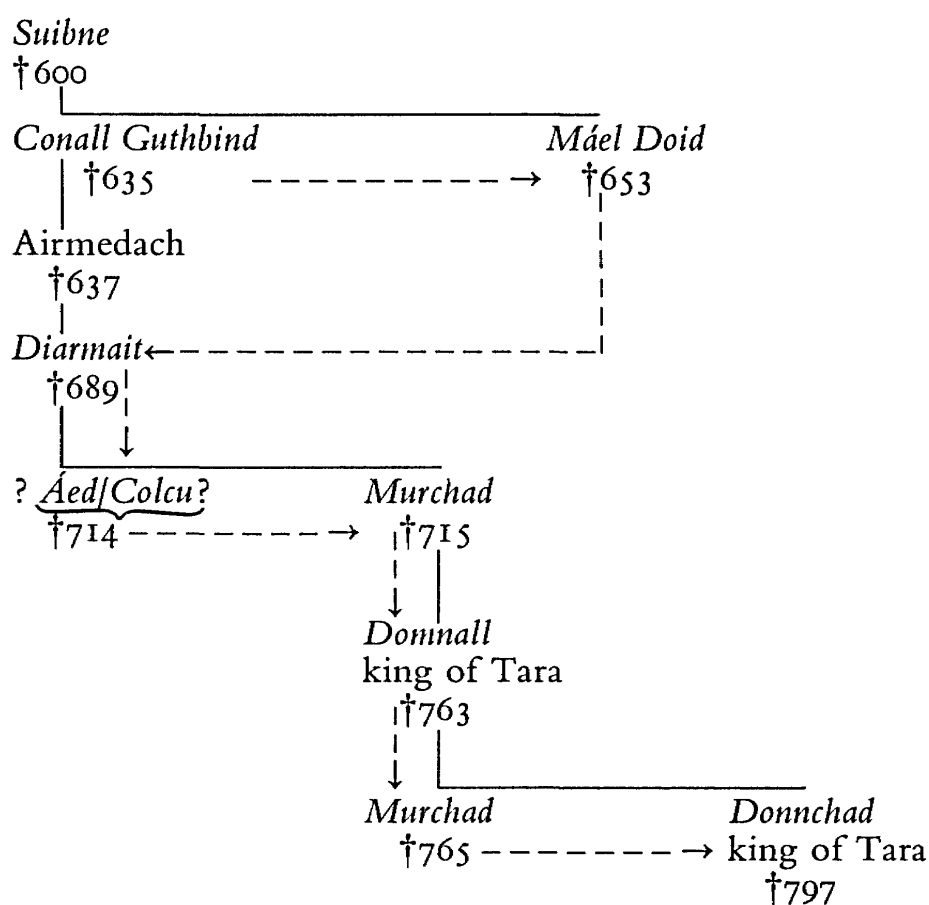 Suibne
†600
Conall Guthbind Máel Doid
†635 †653
Airmedach
†637
Diarmait
†689
? Áed/Colcu? Murchad
†714 †715
Domnall
king of Tara
†763
Murchad Donnchad
†765 king of Tara
†797